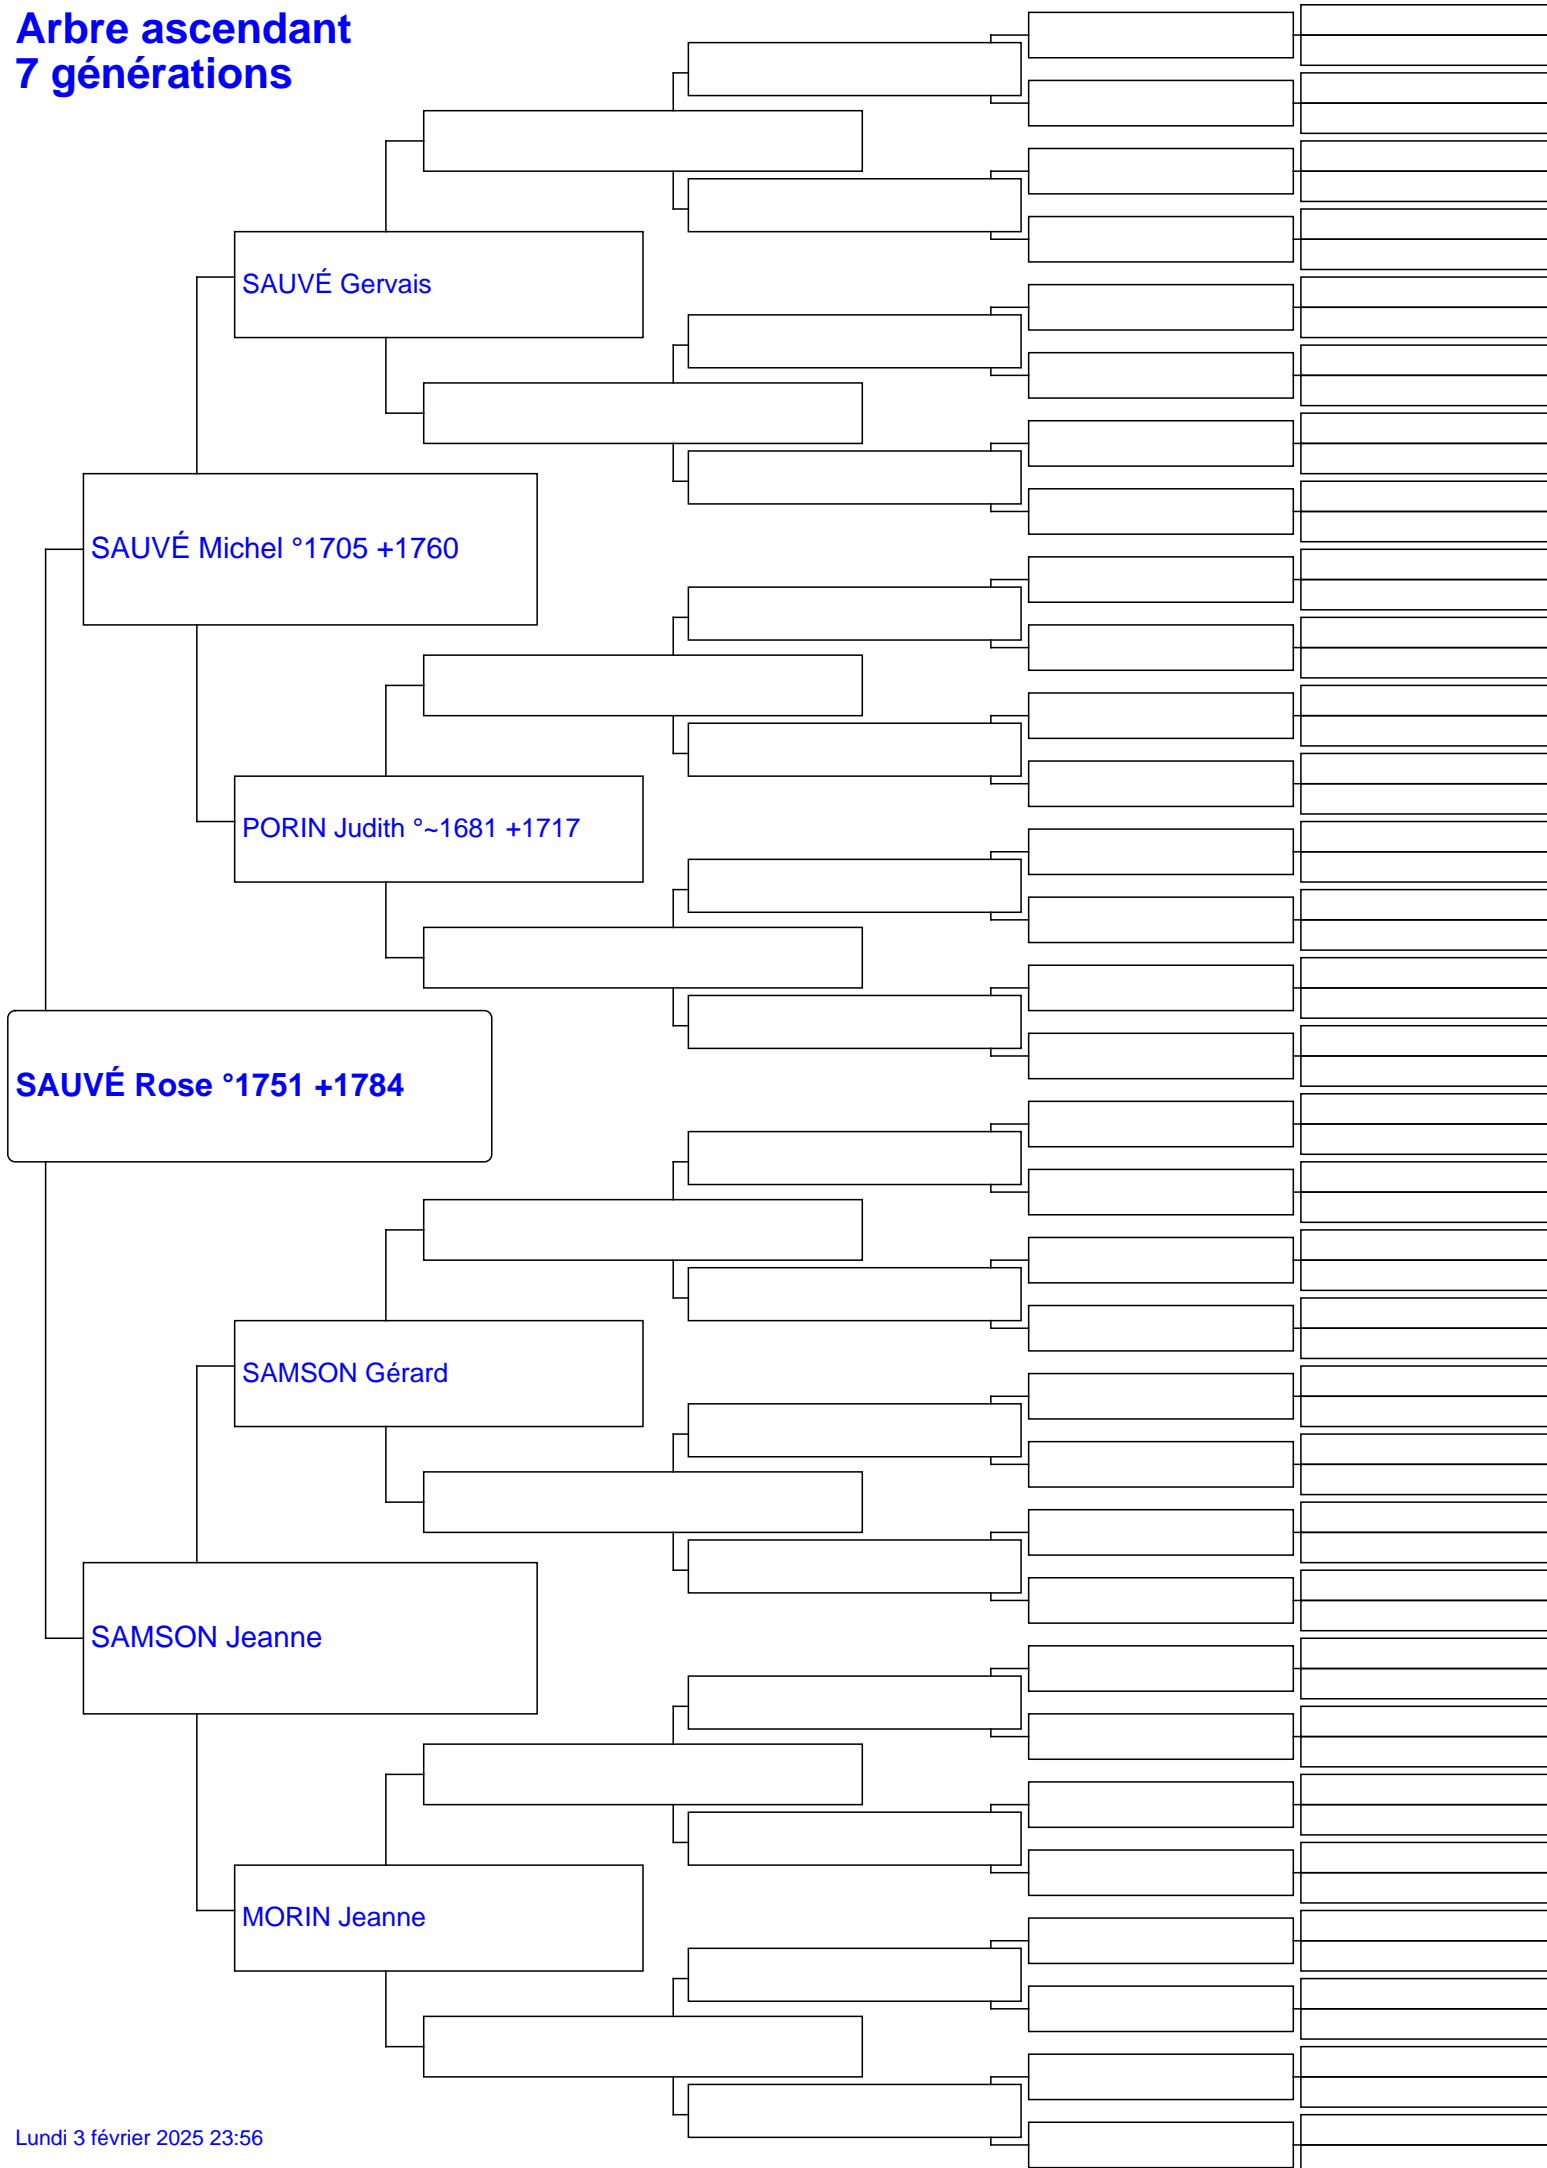 Arbre ascendant
7 générations
SAUVÉ Gervais
SAUVÉ Michel °1705 +1760
PORIN Judith °~1681 +1717
SAUVÉ Rose °1751 +1784
SAMSON Gérard
SAMSON Jeanne
MORIN Jeanne
Lundi 3 février 2025 23:56